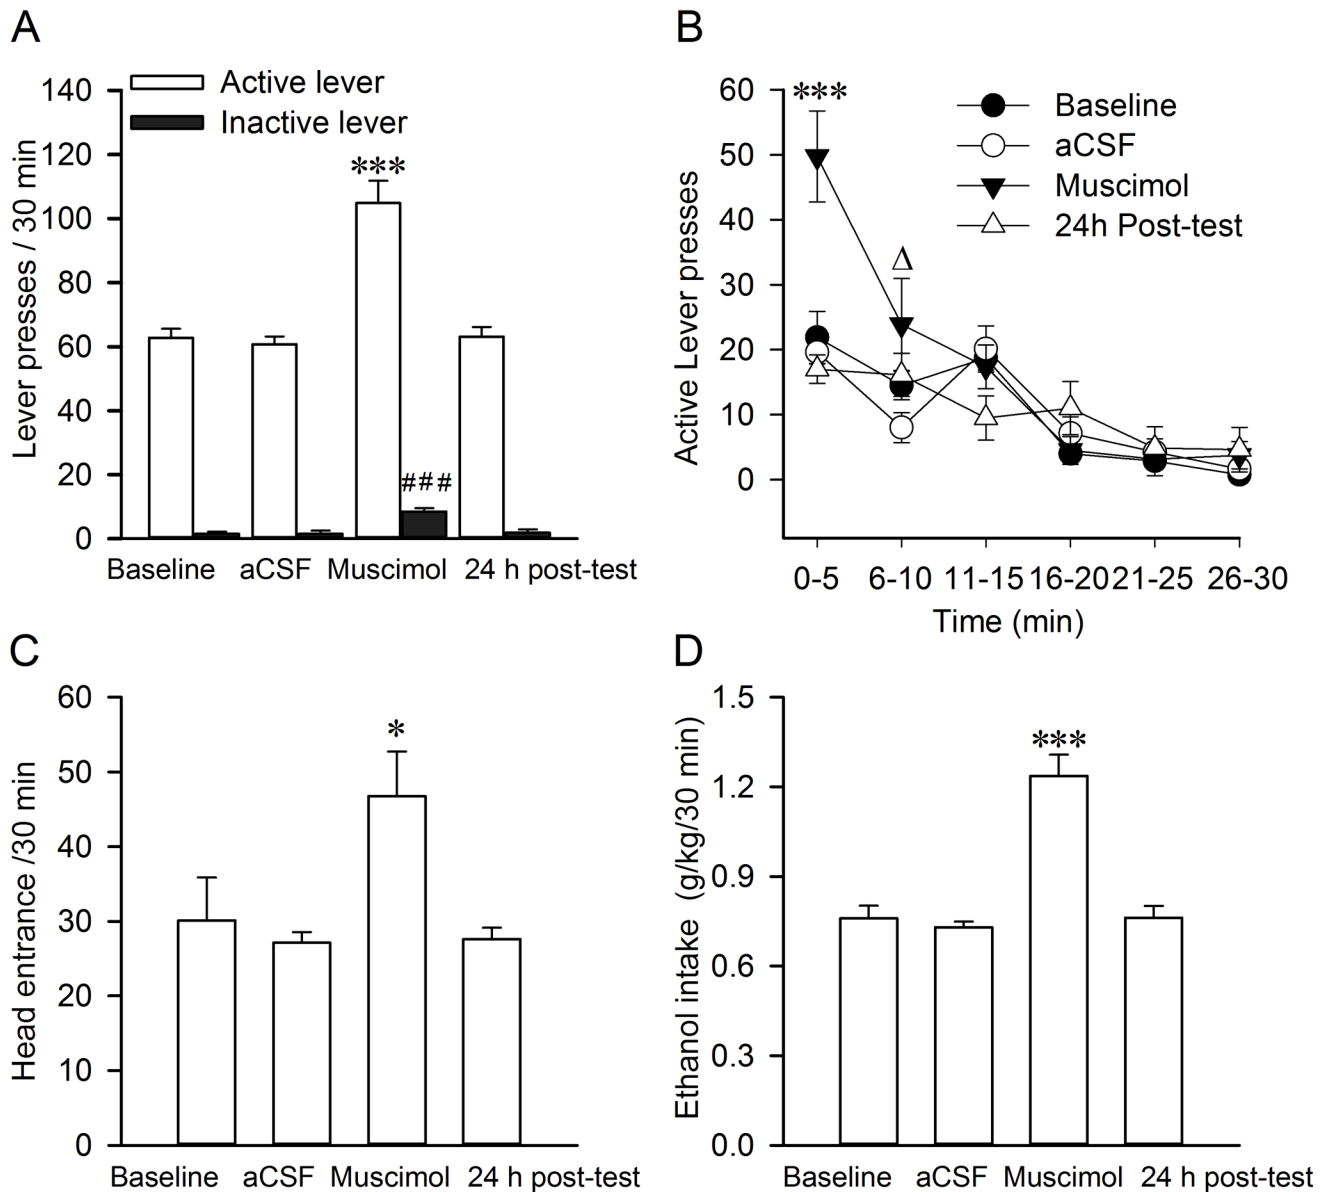 A
Lever presses / 30 min
140
120
100
80
60
40
20
0
Active lever
Inactive lever
***
###
Baseline aCSF Muscimol 24 h post-test
B
Active Lever presses
60
50
40
30
20
10
0
***
Δ
Baseline
aCSF
Muscimol
24h Post-test
0-5 6-10 11-15 16-20 21-25 26-30
Time (min)
C
Head entrance /30 min
60
50
40
30
20
10
0
*
Baseline aCSF Muscimol 24 h post-test
D
Ethanol intake (g/kg/30 min)
1.5
1.2
0.9
0.6
0.3
0.0
***
Baseline aCSF Muscimol 24 h post-test